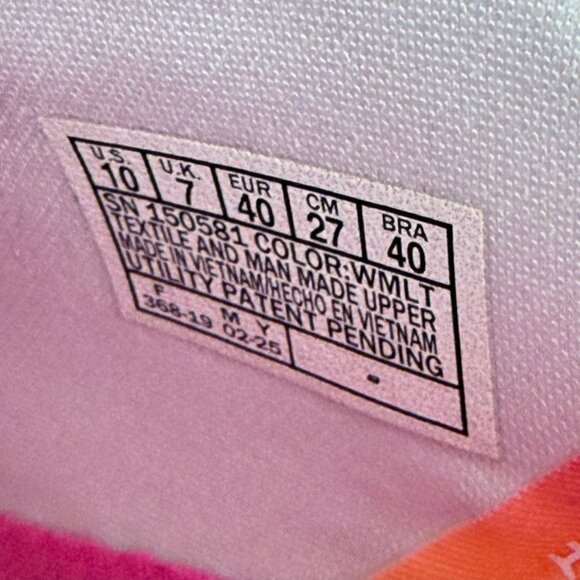 U.S. U.K. EUR CM BRA
10 7 40 27 40
SN 150581 COLOR:WMLT
TEXTILE AND MAN MADE UPPER
MADE IN VIETNAM/HECHO EN VIETNAM
UTILITY PATENT PENDING
F M Y
368-19 02-25 -